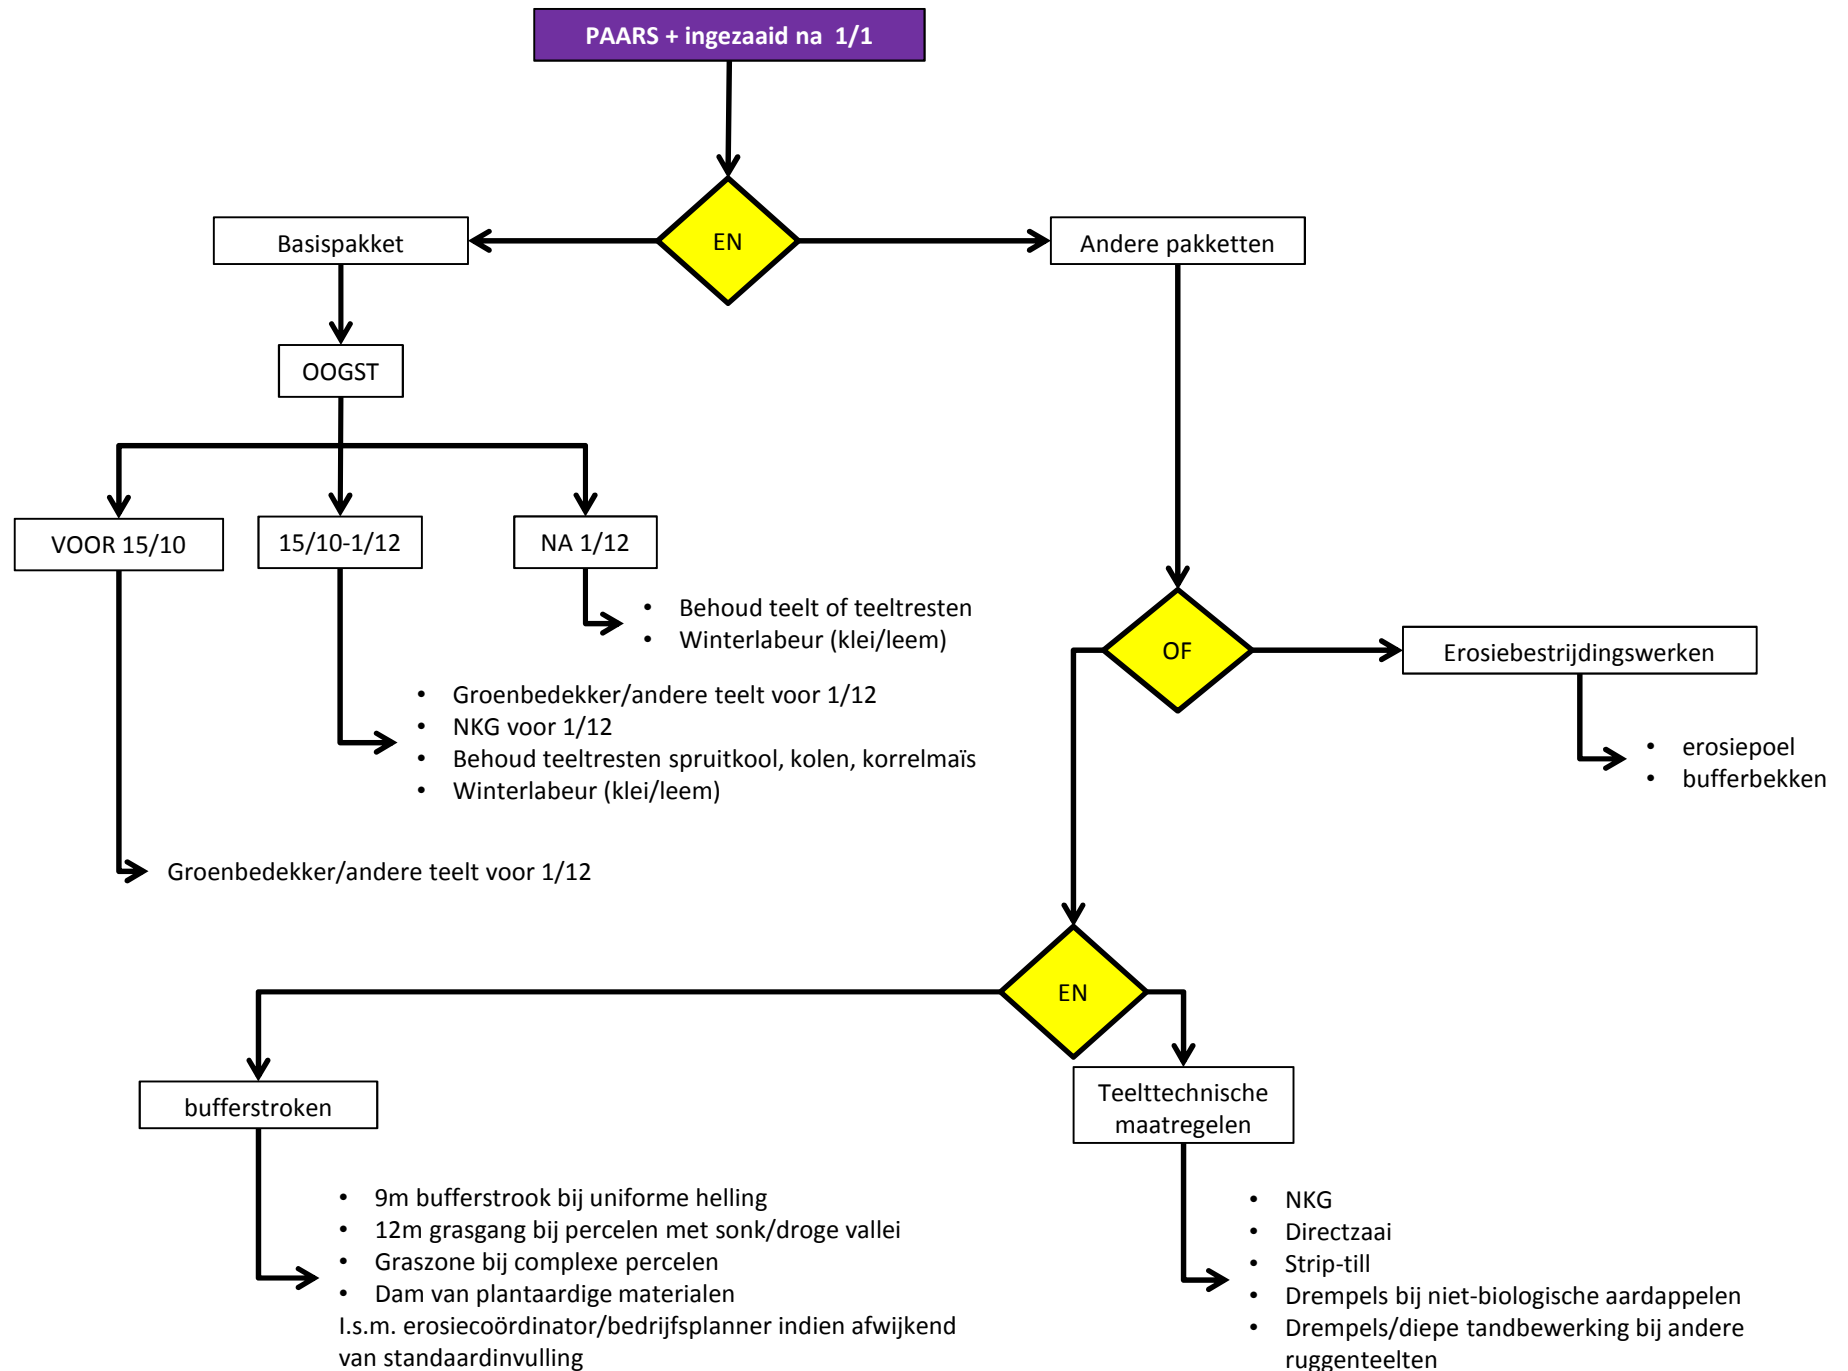 PAARS + ingezaaid na 1/1
EN
Basispakket
Andere pakketten
OOGST
VOOR 15/10
15/10-1/12
NA 1/12
• Behoud teelt of teeltresten
• Winterlabeur (klei/leem)
• Groenbedekker/andere teelt voor 1/12
• NKG voor 1/12
• Behoud teeltresten spruitkool, kolen, korrelmaïs
• Winterlabeur (klei/leem)
Groenbedekker/andere teelt voor 1/12
OF
Erosiebestrijdingswerken
• erosiepoel
• bufferbekken
EN
bufferstroken
Teelttechnische
maatregelen
• 9m bufferstrook bij uniforme helling
• 12m grasgang bij percelen met sonk/droge vallei
• Graszone bij complexe percelen
• Dam van plantaardige materialen
I.s.m. erosiecoördinator/bedrijfsplanner indien afwijkend
van standaardinvulling
• NKG
• Directzaai
• Strip-till
• Drempels bij niet-biologische aardappelen
• Drempels/diepe tandbewerking bij andere
ruggenteelten